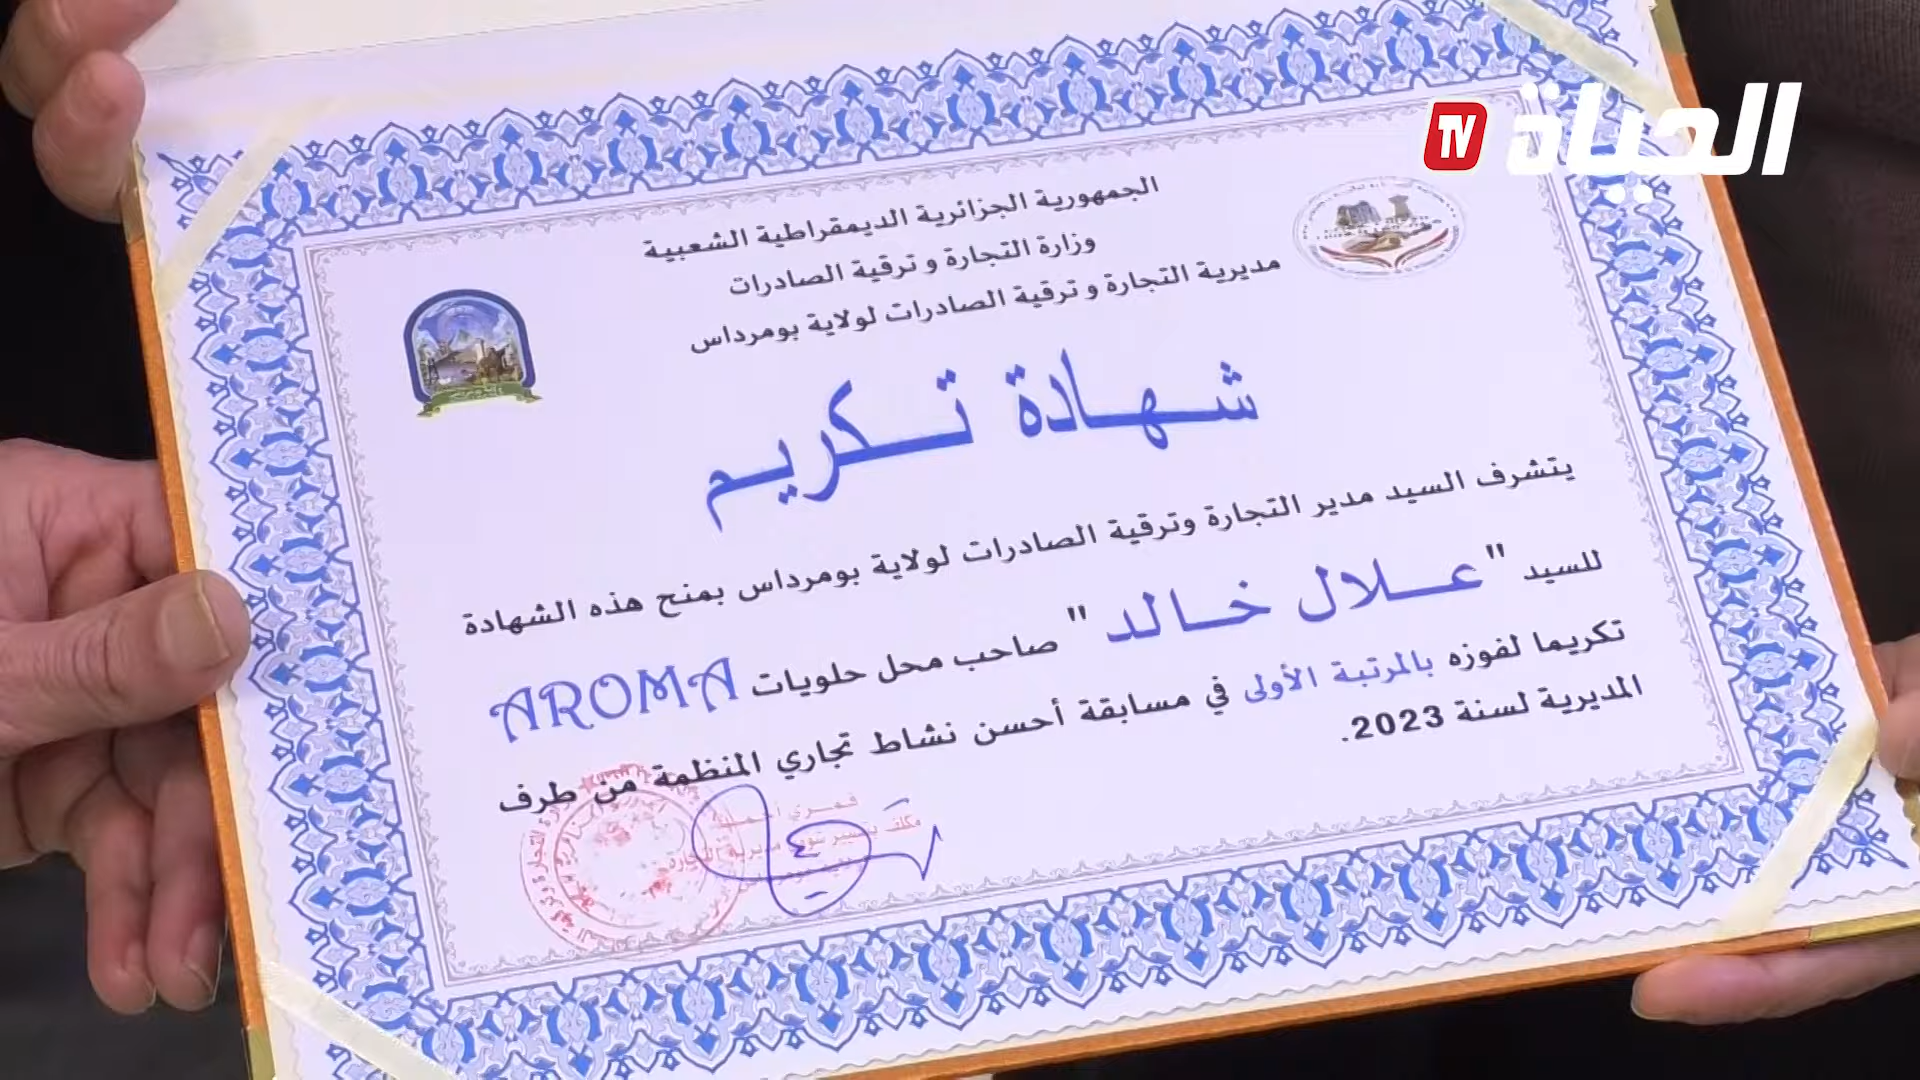 الحياة TV
الجمهورية الجزائرية الديمقراطية الشعبية
وزارة التجارة و ترقية الصادرات
مديرية التجارة و ترقية الصادرات لولاية بومرداس
شهادة تكريم
يتشرف السيد مدير التجارة وترقية الصادرات لولاية بومرداس بمنح هذه الشهادة
للسيد "علال خالد" صاحب محل حلويات AROMA
تكريما لفوزه بالمرتبة الأولى في مسابقة أحسن نشاط تجاري المنظمة من طرف
المديرية لسنة 2023.